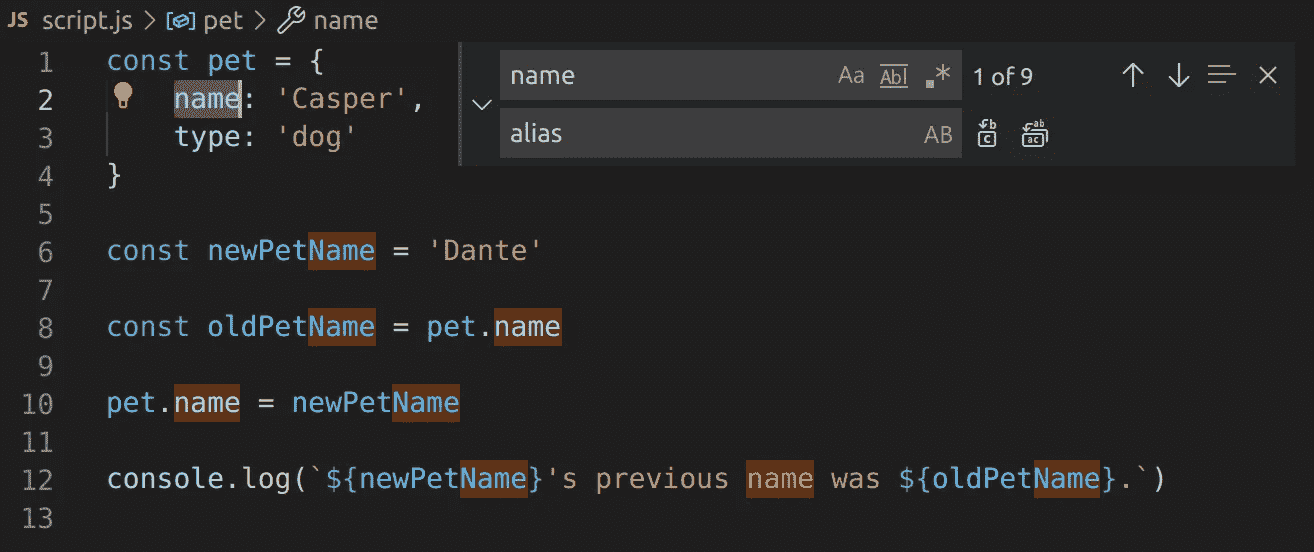 JS script.js > pet > name
1 const pet = {
2 name: 'Casper',
3 type: 'dog'
4 }
5
6 const newPetName = 'Dante'
7
8 const oldPetName = pet.name
9
10 pet.name = newPetName
11
12 console.log(`${newPetName}'s previous name was ${oldPetName}.`)
13
name Aa Abl .* 1 of 9
alias AB